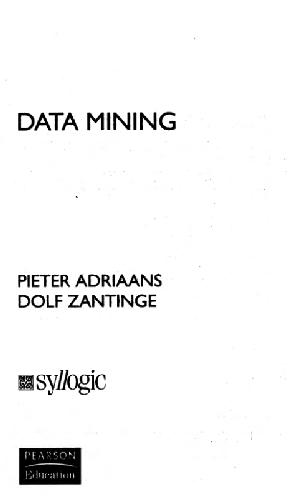 DATA MINING
PIETER ADRIAANS
DOLF ZANTINGE
syllogic
PEARSON
Education